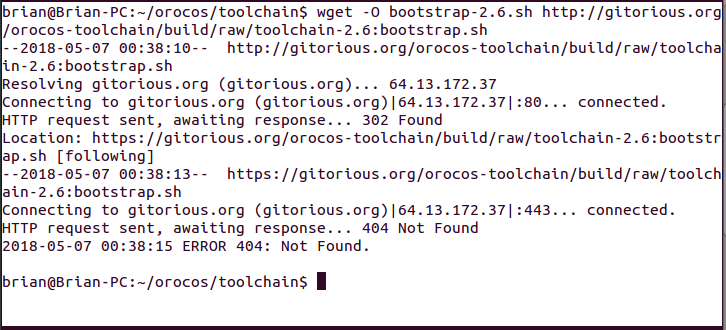 brian@Brian-PC:~/orocos/toolchain$ wget -O bootstrap-2.6.sh http://gitorious.org
/orocos-toolchain/build/raw/toolchain-2.6:bootstrap.sh
--2018-05-07 00:38:10--  http://gitorious.org/orocos-toolchain/build/raw/toolcha
in-2.6:bootstrap.sh
Resolving gitorious.org (gitorious.org)... 64.13.172.37
Connecting to gitorious.org (gitorious.org)|64.13.172.37|:80... connected.
HTTP request sent, awaiting response... 302 Found
Location: https://gitorious.org/orocos-toolchain/build/raw/toolchain-2.6:bootstr
ap.sh [following]
--2018-05-07 00:38:13--  https://gitorious.org/orocos-toolchain/build/raw/toolch
ain-2.6:bootstrap.sh
Connecting to gitorious.org (gitorious.org)|64.13.172.37|:443... connected.
HTTP request sent, awaiting response... 404 Not Found
2018-05-07 00:38:15 ERROR 404: Not Found.
brian@Brian-PC:~/orocos/toolchain$